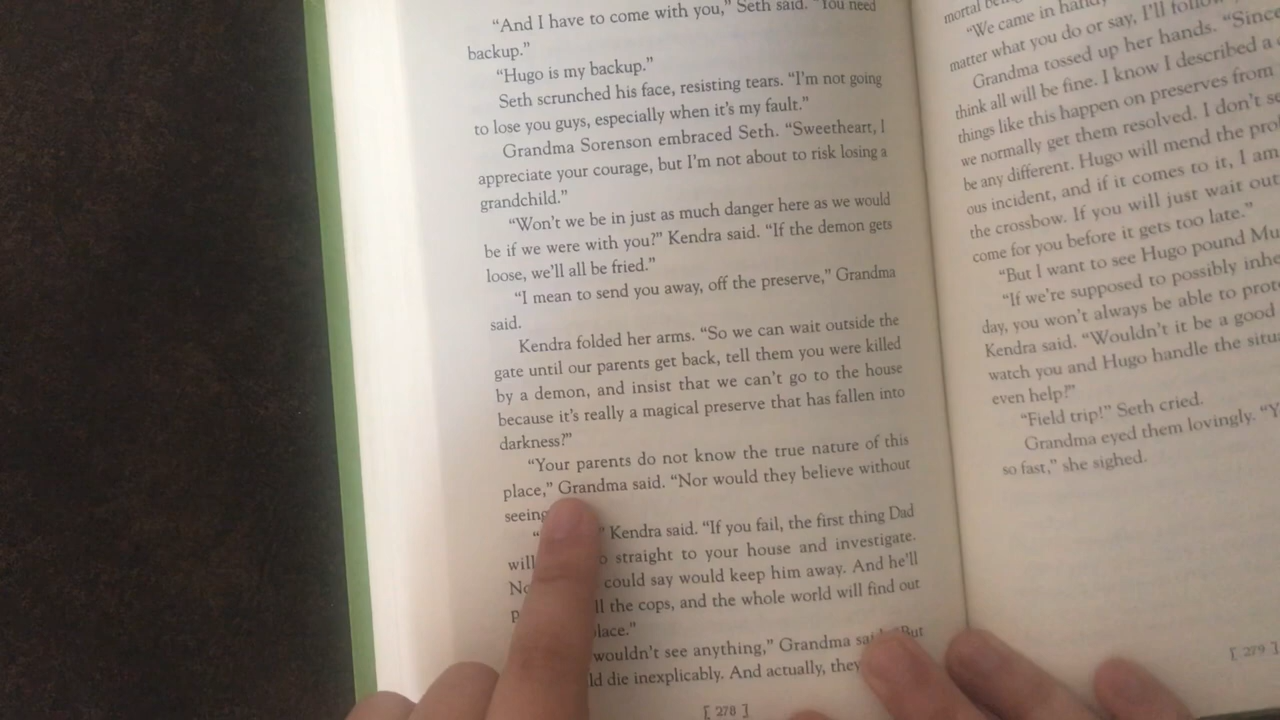 “And I have to come with you,” Seth said. “You need
backup.”
“Hugo is my backup.”
Seth scrunched his face, resisting tears. “I’m not going
to lose you guys, especially when it’s my fault.”
Grandma Sorenson embraced Seth. “Sweetheart, I
appreciate your courage, but I’m not about to risk losing a
grandchild.”
“Won’t we be in just as much danger here as we would
be if we were with you?” Kendra said. “If the demon gets
loose, we’ll all be fried.”
“I mean to send you away, off the preserve,” Grandma
said.
Kendra folded her arms. “So we can wait outside the
gate until our parents get back, tell them you were killed
by a demon, and insist that we can’t go to the house
because it’s really a magical preserve that has fallen into
darkness?”
“Your parents do not know the true nature of this
place,” Grandma said. “Nor would they believe without
seeing
” Kendra said. “If you fail, the first thing Dad
will straight to your house and investigate.
could say would keep him away. And he’ll
the cops, and the whole world will find out
“But
wouldn’t see anything,” Grandma
die inexplicably. And actually, they
[ 278 ]
mortal
“We came in handy
matter what you do or say, I’ll follow
Grandma tossed up her hands. “Since
think all will be fine. I know I described a
things like this happen on preserves from
we normally get them resolved. I don’t
be any different. Hugo will mend the
ous incident, and if it comes to it, I am
the crossbow. If you will just wait out
come for you before it gets too late.”
“But I want to see Hugo pound
“If we’re supposed to possibly
day, you won’t always be able to
Kendra said. “Wouldn’t it be a good
watch you and Hugo handle the
even help?”
“Field trip!” Seth cried.
Grandma eyed them lovingly.
so fast,” she sighed.
[ 279 ]